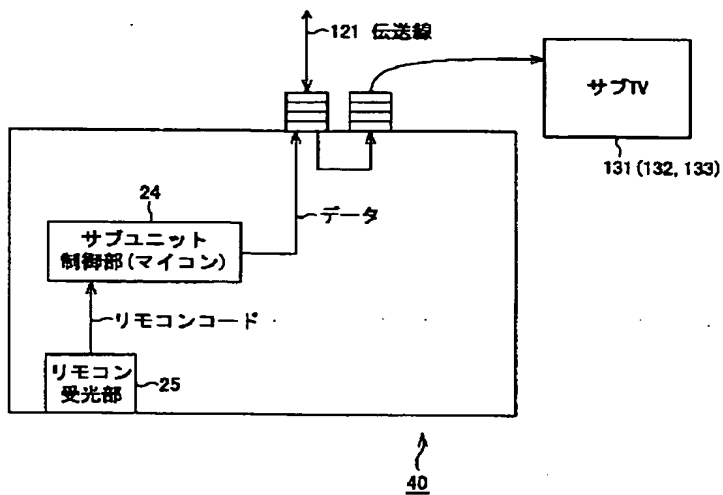 121 伝送線
サブTV
131(132, 133)
24
サブユニット
制御部(マイコン)
データ
リモコンコード
リモコン
受光部
25
40